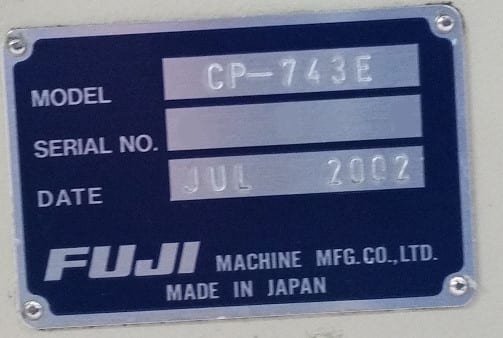 MODEL CP-743E
SERIAL NO.
DATE JUL 2002
FUJI MACHINE MFG.CO.,LTD.
MADE IN JAPAN